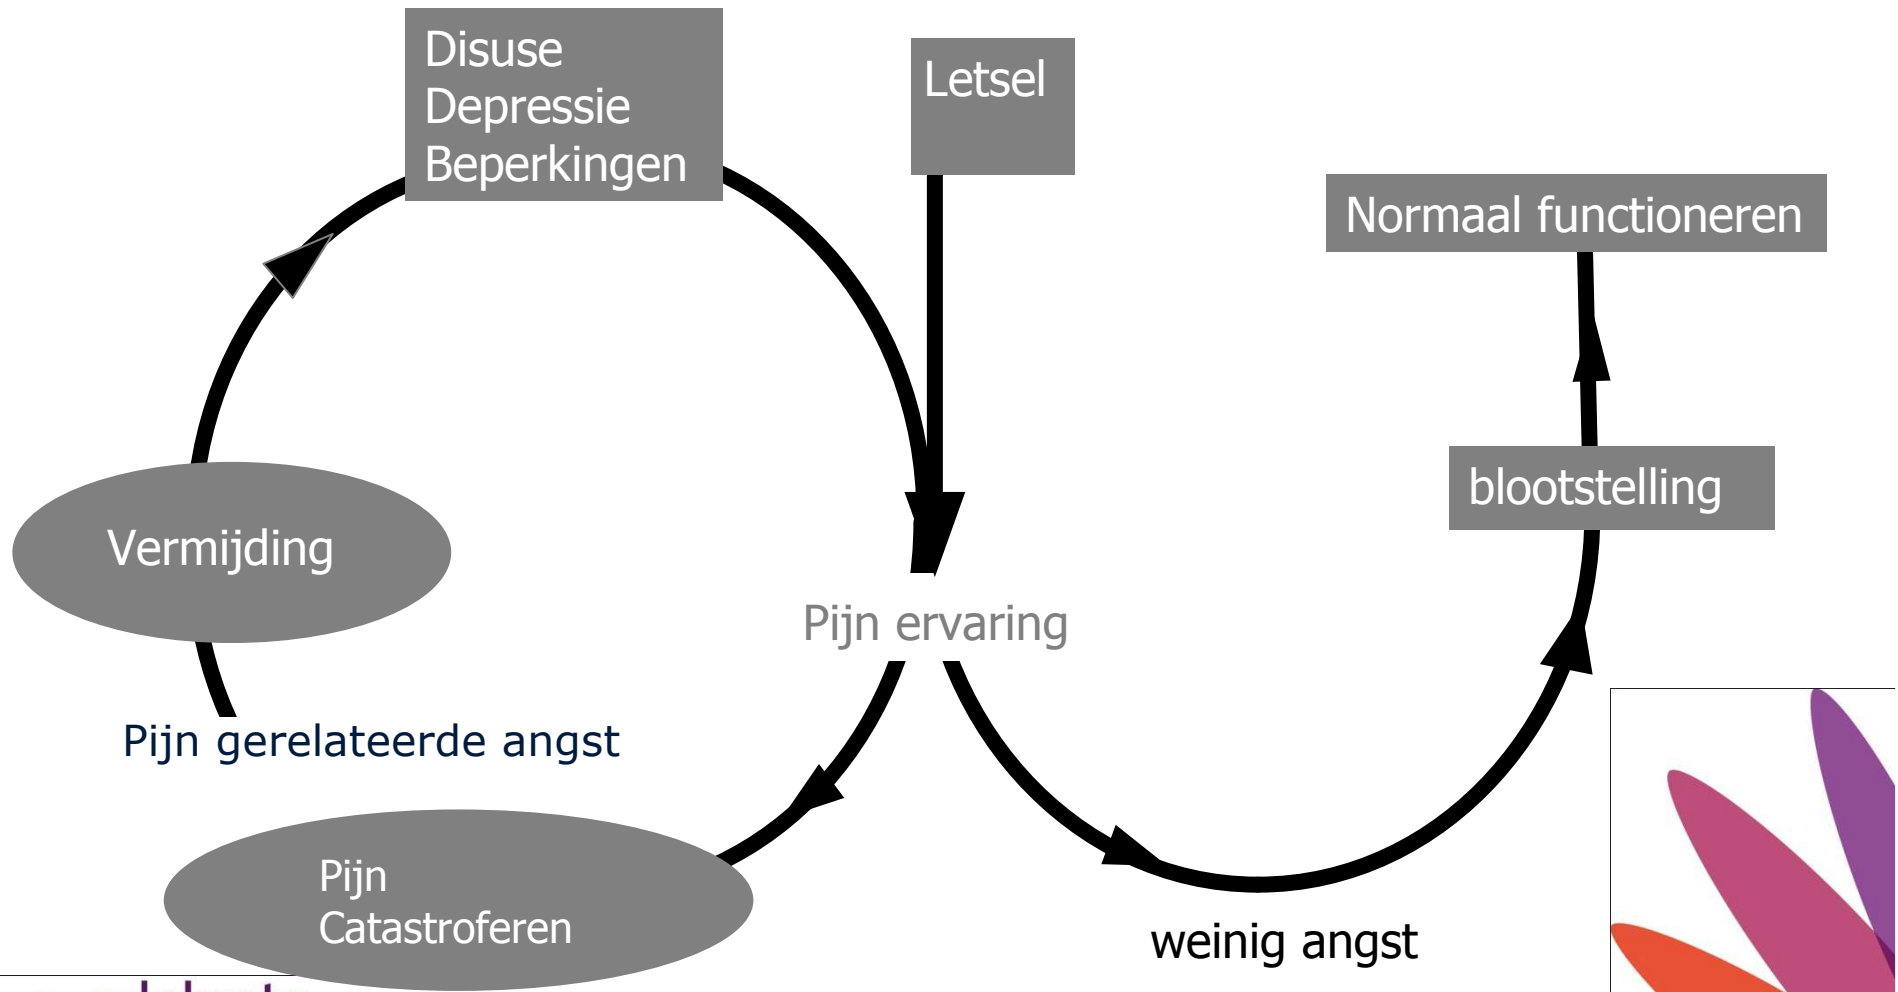 Disuse
Depressie
Beperkingen
Letsel
Normaal functioneren
blootstelling
Vermijding
Pijn ervaring
Pijn gerelateerde angst
Pijn
Catastroferen
weinig angst